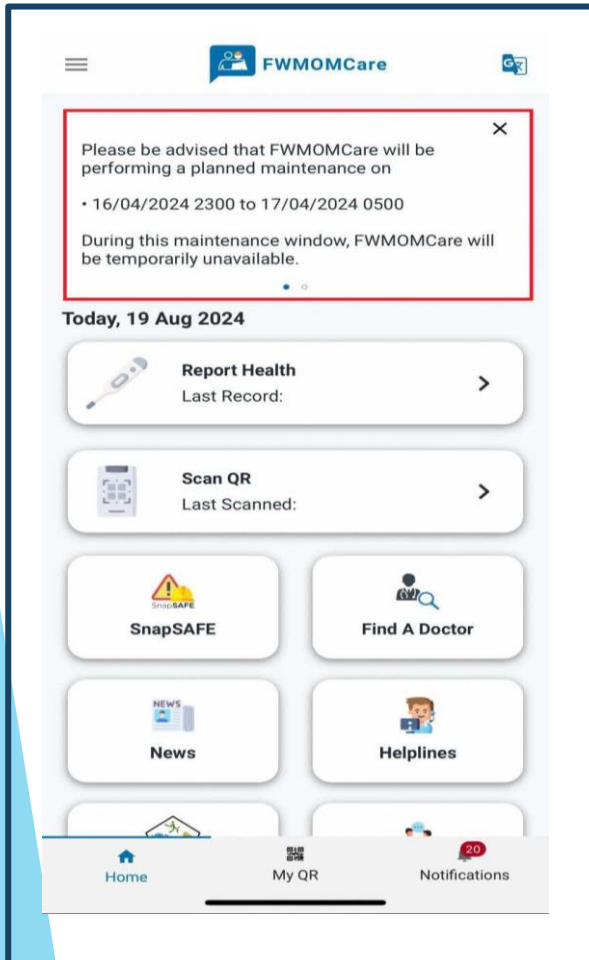 FWMOMCare
Please be advised that FWMOMCare will be
performing a planned maintenance on
• 16/04/2024 2300 to 17/04/2024 0500
During this maintenance window, FWMOMCare will
be temporarily unavailable.
Today, 19 Aug 2024
Report Health
Last Record:
Scan QR
Last Scanned:
SnapSAFE
SnapSAFE
Find A Doctor
NEWS
News
Helplines
20
Home
My QR
Notifications